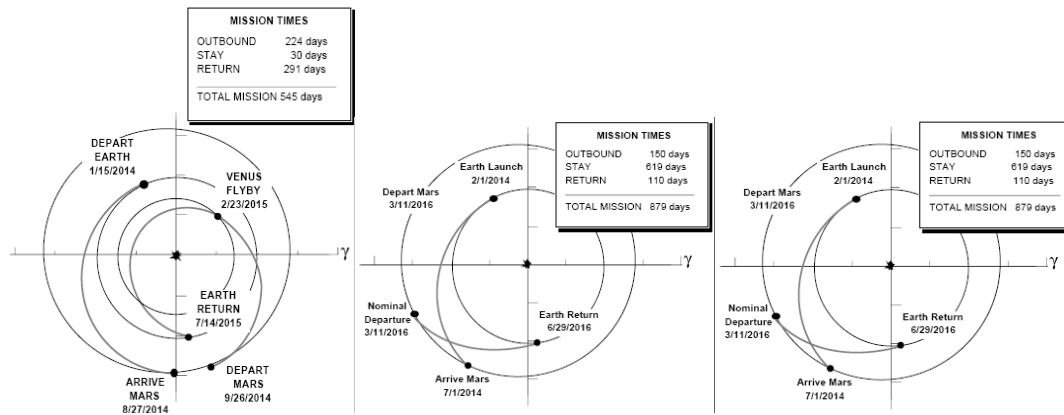 MISSION TIMES
OUTBOUND 224 days
STAY 30 days
RETURN 291 days
TOTAL MISSION 545 days
DEPART
EARTH
1/15/2014
VENUS
FLYBY
2/23/2015
γ
EARTH
RETURN
7/14/2015
ARRIVE
MARS
8/27/2014
DEPART
MARS
9/26/2014
MISSION TIMES
OUTBOUND 150 days
STAY 619 days
RETURN 110 days
TOTAL MISSION 879 days
Earth Launch
2/1/2014
Depart Mars
3/11/2016
γ
Nominal
Departure
3/11/2016
Earth Return
6/29/2016
Arrive Mars
7/1/2014
MISSION TIMES
OUTBOUND 150 days
STAY 619 days
RETURN 110 days
TOTAL MISSION 879 days
Earth Launch
2/1/2014
Depart Mars
3/11/2016
γ
Nominal
Departure
3/11/2016
Earth Return
6/29/2016
Arrive Mars
7/1/2014